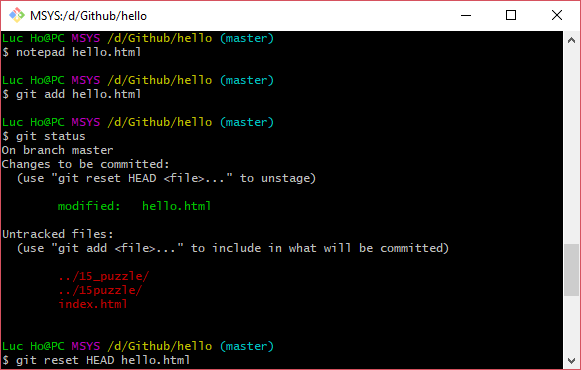 MSYS:/d/Github/hello
Luc Ho@PC MSYS /d/Github/hello (master)
$ notepad hello.html
Luc Ho@PC MSYS /d/Github/hello (master)
$ git add hello.html
Luc Ho@PC MSYS /d/Github/hello (master)
$ git status
On branch master
Changes to be committed:
(use "git reset HEAD <file>..." to unstage)
modified: hello.html
Untracked files:
(use "git add <file>..." to include in what will be committed)
../15_puzzle/
../15puzzle/
index.html
Luc Ho@PC MSYS /d/Github/hello (master)
$ git reset HEAD hello.html